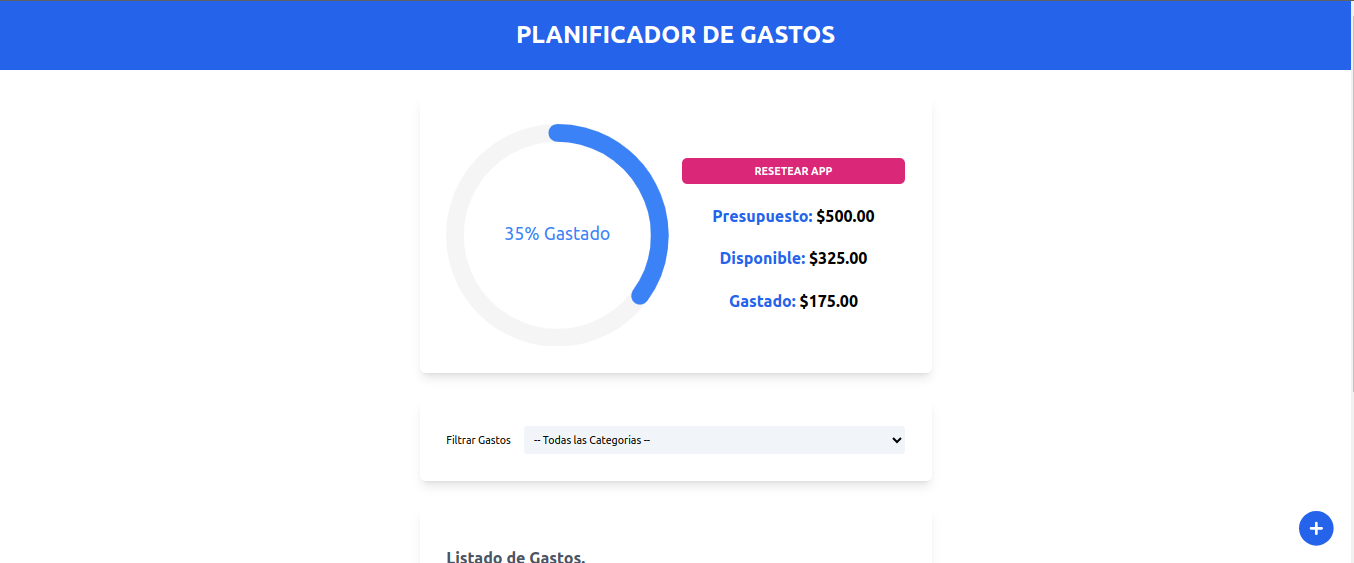 PLANIFICADOR DE GASTOS
35% Gastado
RESETEAR APP
Presupuesto: $500.00
Disponible: $325.00
Gastado: $175.00
Filtrar Gastos
-- Todas las Categorias --
Listado de Gastos.